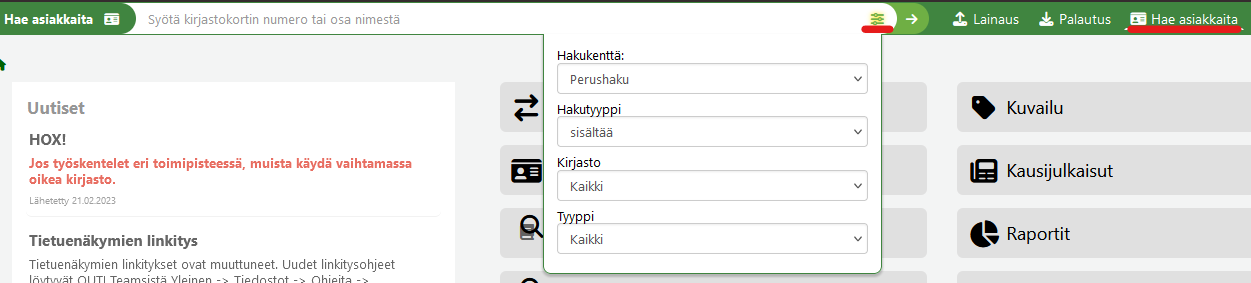 Hae asiakkaita
Syötä kirjastokortin numero tai osa nimestä
Lainaus
Palautus
Hae asiakkaita
Uutiset
HOX!
Jos työskentelet eri toimipisteessä, muista käydä vaihtamassa
oikea kirjasto.
Lähetetty 21.02.2023
Tietuenäkymien linkitys
Tietuenäkymien linkitykset ovat muuttuneet. Uudet linkitysohjeet
löytyvät OUTI Teamsistä Yleinen -> Tiedostot -> Ohjeita ->
Hakukenttä:
Perushaku
Hakutyyppi
sisältää
Kirjasto
Kaikki
Tyyppi
Kaikki
Kuvailu
Kausijulkaisut
Raportit